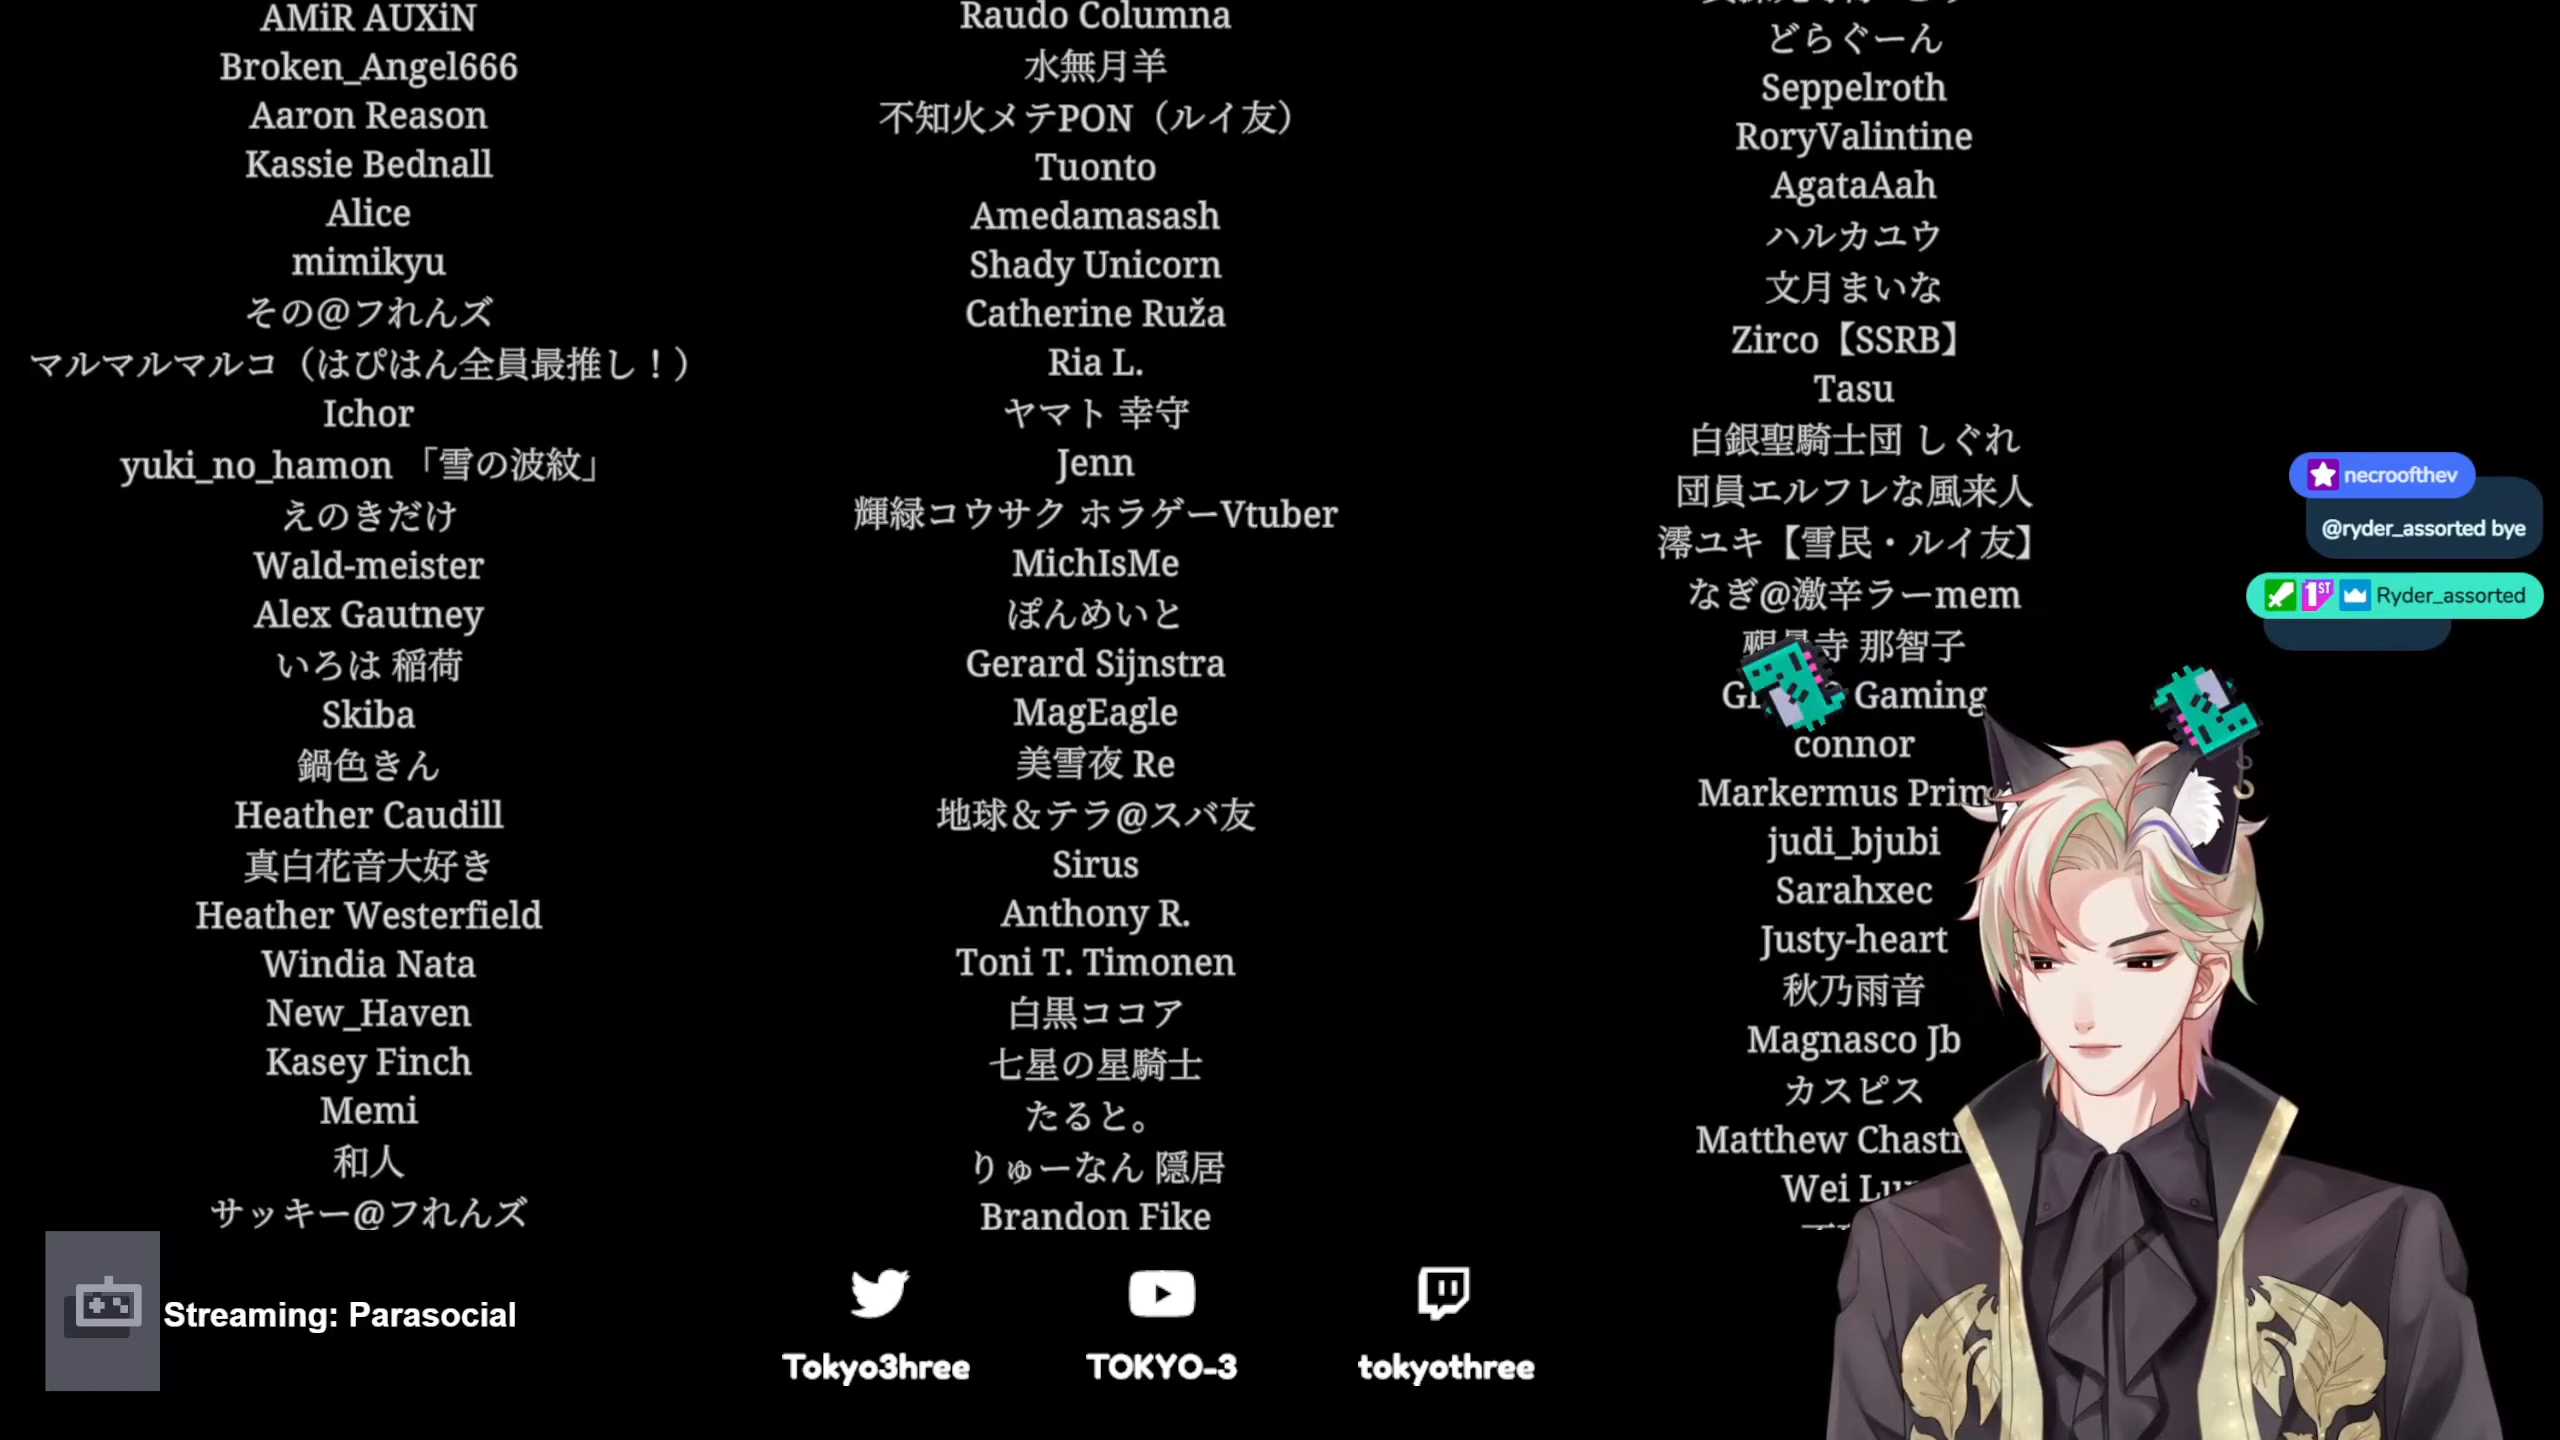 AMiR AUXiN
Broken_Angel666
Aaron Reason
Kassie Bednall
Alice
mimikyu
その@フれんズ
マルマルマルコ（はぴはん全員最推し！）
Ichor
yuki_no_hamon 「雪の波紋」
えのきだけ
Wald-meister
Alex Gautney
いろは 稲荷
Skiba
鍋色きん
Heather Caudill
真白花音大好き
Heather Westerfield
Windia Nata
New_Haven
Kasey Finch
Memi
和人
サッキー@フれんズ
Raudo Columna
水無月羊
不知火メテPON（ルイ友）
Tuonto
Amedamasash
Shady Unicorn
Catherine Ruža
Ria L.
ヤマト 幸守
Jenn
輝緑コウサク ホラゲーVtuber
MichIsMe
ぽんめいと
Gerard Sijnstra
MagEagle
美雪夜 Re
地球＆テラ@スバ友
Sirus
Anthony R.
Toni T. Timonen
白黒ココア
七星の星騎士
たると。
りゅーなん 隠居
Brandon Fike
どらぐーん
Seppelroth
RoryValintine
AgataAah
ハルカユウ
文月まいな
Zirco【SSRB】
Tasu
白銀聖騎士団 しぐれ
団員エルフレな風来人
澪ユキ【雪民・ルイ友】
なぎ@激辛ラーmem
那智子
Gaming
connor
Markermus
judi_bjubi
Sarahxec
Justy-heart
秋乃雨音
Magnasco Jb
カスピス
Matthew
Wei
necroofthev
@ryder_assorted bye
1ST Ryder_assorted
Streaming: Parasocial
Tokyo3hree
TOKYO-3
tokyothree